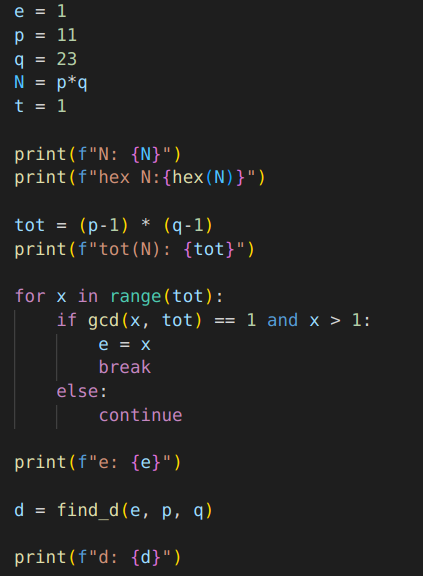 e = 1
p = 11
q = 23
N = p*q
t = 1
print(f"N: {N}")
print(f"hex N:{hex(N)}")
tot = (p-1) * (q-1)
print(f"tot(N): {tot}")
for x in range(tot):
    if gcd(x, tot) == 1 and x > 1:
        e = x
        break
    else:
        continue
print(f"e: {e}")
d = find_d(e, p, q)
print(f"d: {d}")